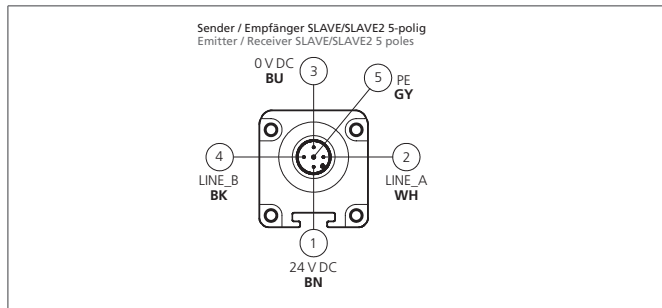 Sender / Empfänger SLAVE/SLAVE2 5-polig
Emitter / Receiver SLAVE/SLAVE2 5 poles
0 V DC
BU
3
5
PE
GY
4
LINE_B
BK
2
LINE_A
WH
1
24 V DC
BN